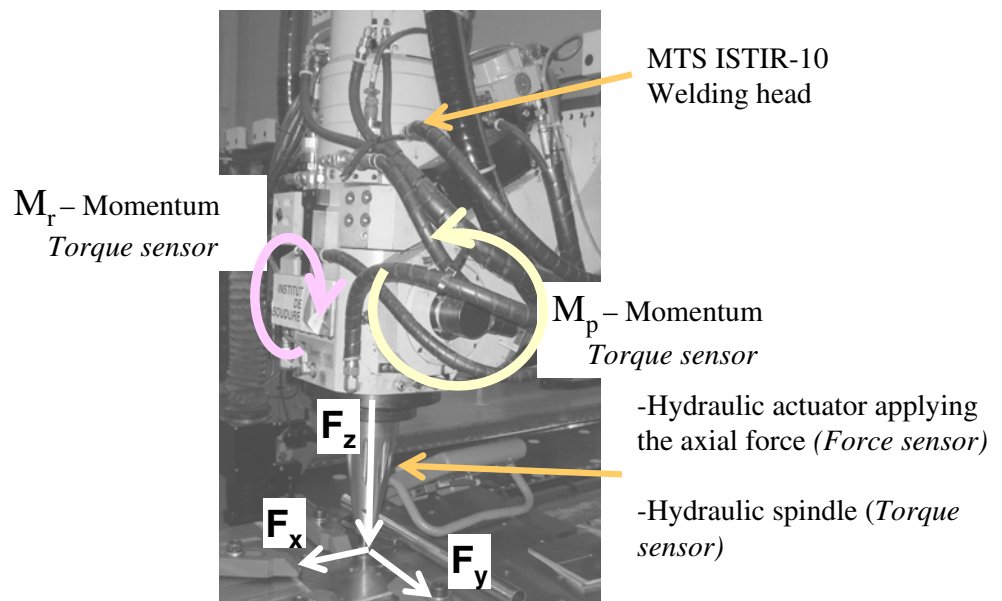 MTS ISTIR-10
Welding head
Mr – Momentum
Torque sensor
INSTITUT
DE
SOUDURE
Mp – Momentum
Torque sensor
-Hydraulic actuator applying
the axial force (Force sensor)
Fz
-Hydraulic spindle (Torque
sensor)
Fx
Fy